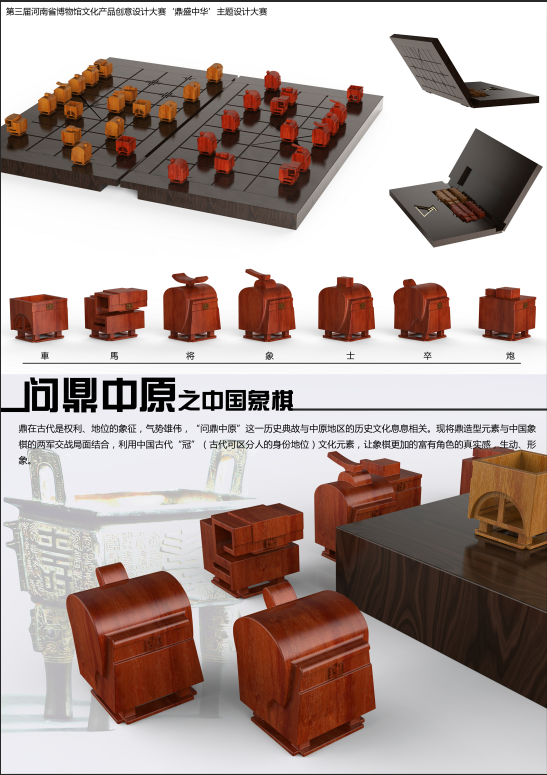 第三届河南省博物馆文化产品创意设计大赛‘鼎盛中华’主题设计大赛
車 馬 将 象 士 卒 炮
问鼎中原之中国象棋
鼎在古代是权利、地位的象征，气势雄伟，“问鼎中原”这一历史典故与中原地区的历史文化息息相关。现将鼎造型元素与中国象
棋的两军交战局面结合，利用中国古代“冠”（古代可区分人的身份地位）文化元素，让象棋更加的富有角色的真实感、生动、形
象。